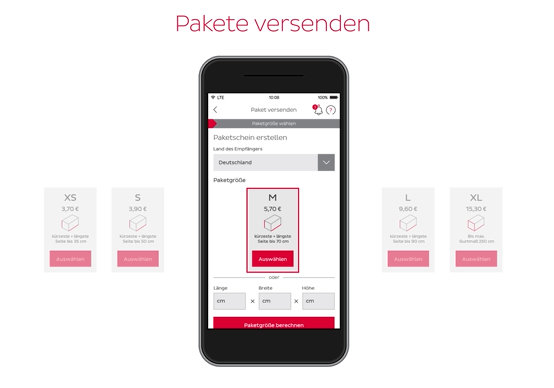 Pakete versenden
LTE
10:08
100%
Paket versenden
?
Paketgröße wählen
Paketschein erstellen
Land des Empfängers
Deutschland
Paketgröße
XS
3,70 €
Kürzeste + längste
Seite bis 35 cm
Auswählen
S
3,90 €
Kürzeste + längste
Seite bis 50 cm
Auswählen
M
5,70 €
Kürzeste + längste
Seite bis 70 cm
Auswählen
L
9,60 €
Kürzeste + längste
Seite bis 90 cm
Auswählen
XL
15,30 €
Bis max.
Gurtmaß 250 cm
Auswählen
oder
Länge
Breite
Höhe
cm × cm × cm
Paketgröße berechnen